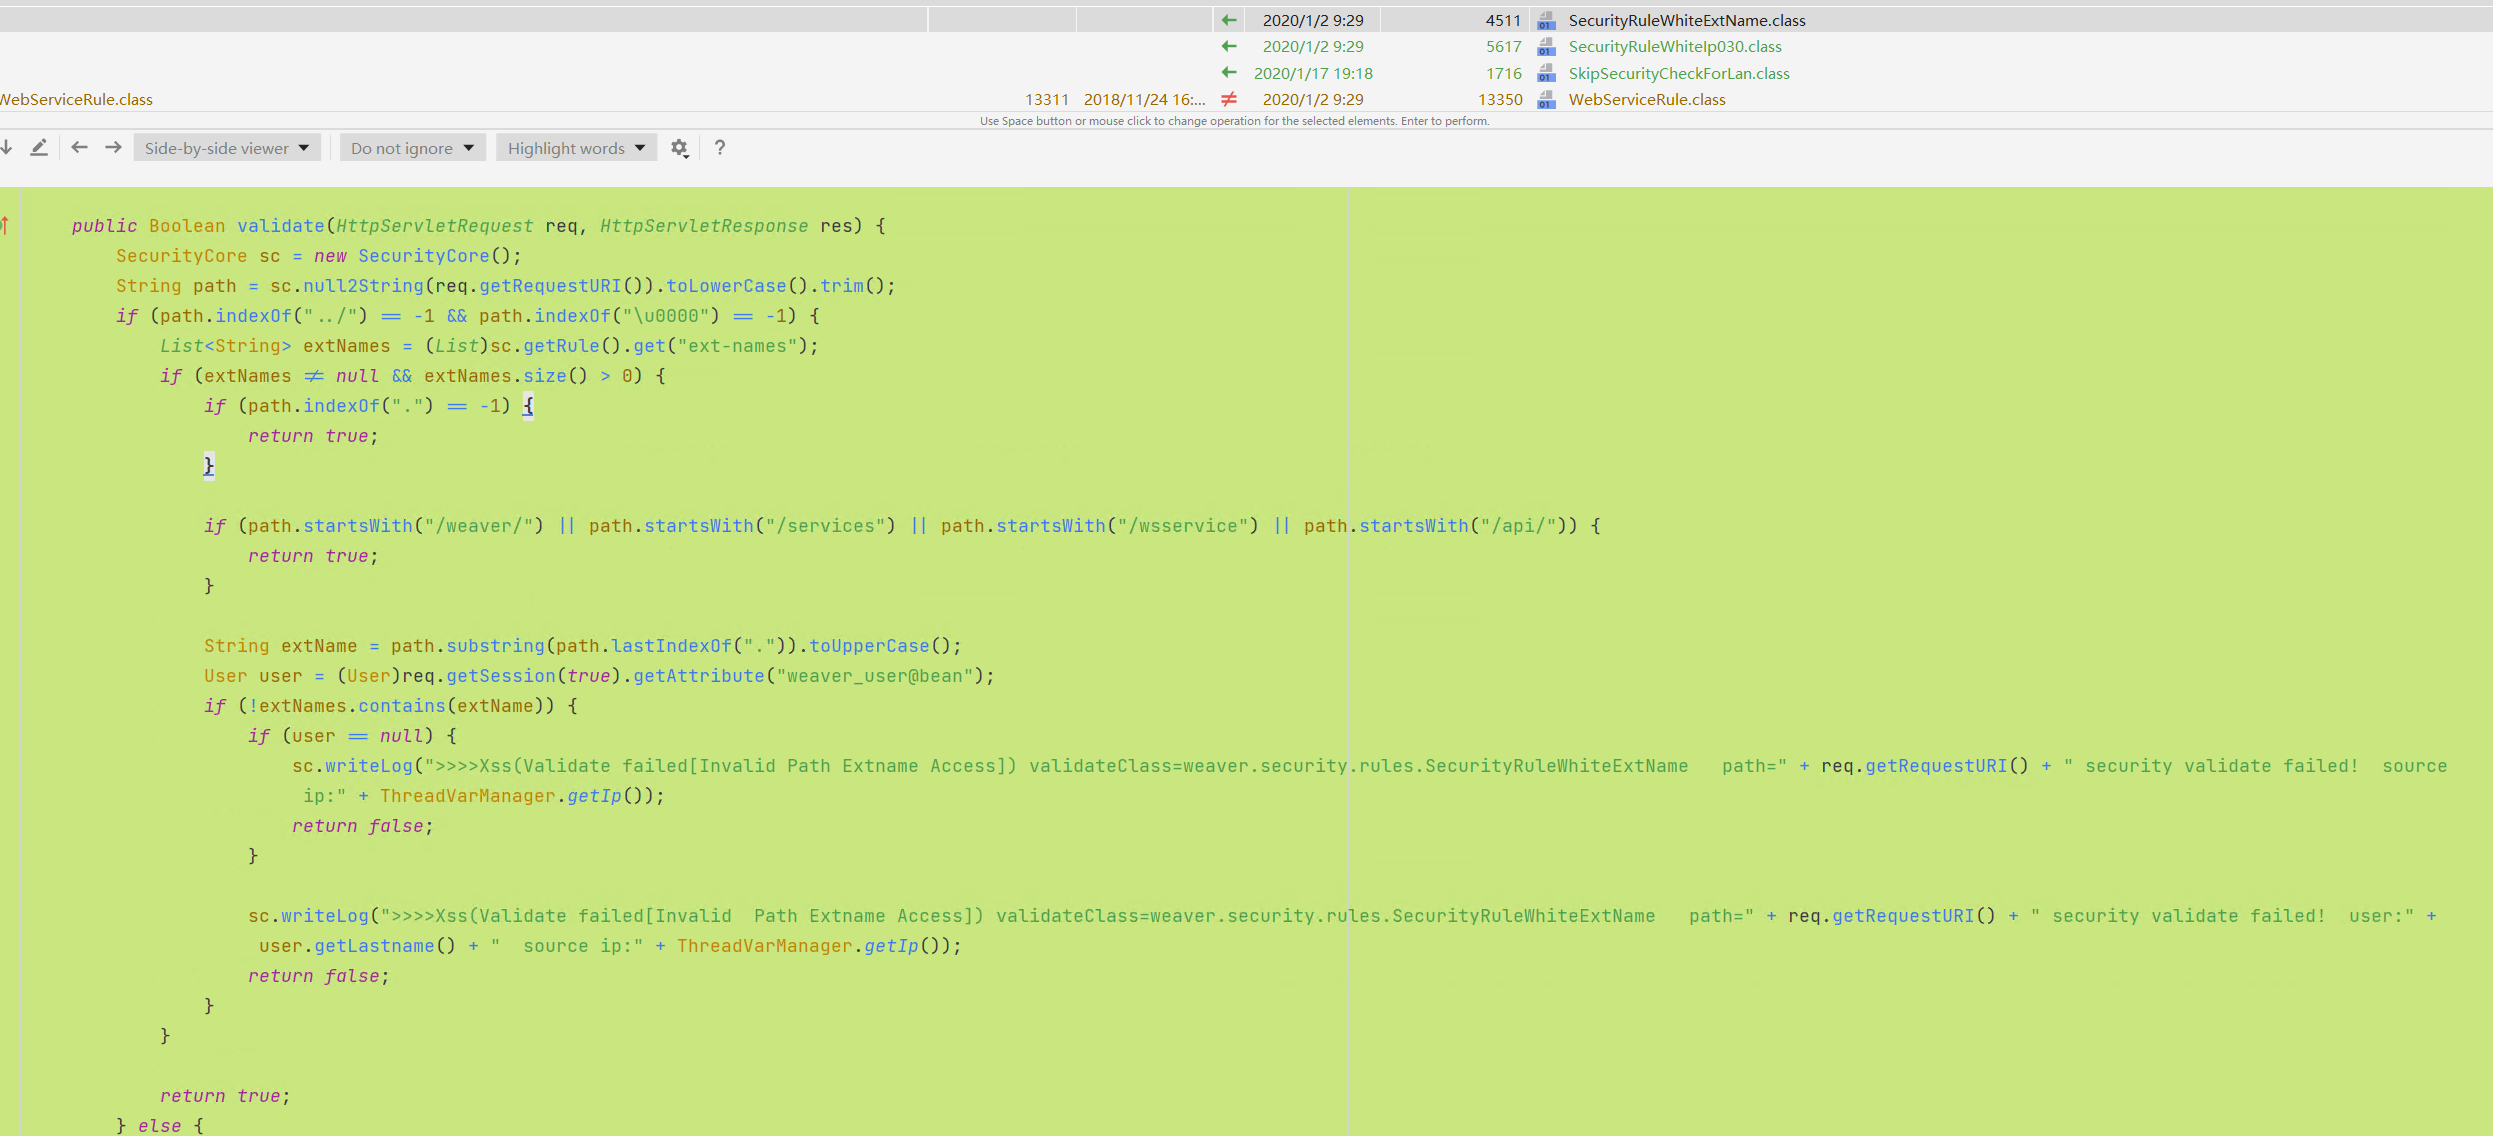 2020/1/2 9:29 4511 SecurityRuleWhiteExtName.class
2020/1/2 9:29 5617 SecurityRuleWhiteIp030.class
2020/1/17 19:18 1716 SkipSecurityCheckForLan.class
WebServiceRule.class 13311 2018/11/24 16:... ≠ 2020/1/2 9:29 13350 WebServiceRule.class
Use Space button or mouse click to change operation for the selected elements. Enter to perform.
Side-by-side viewer Do not ignore Highlight words ?
public Boolean validate(HttpServletRequest req, HttpServletResponse res) {
SecurityCore sc = new SecurityCore();
String path = sc.null2String(req.getRequestURI()).toLowerCase().trim();
if (path.indexOf("../") == -1 && path.indexOf("\u0000") == -1) {
List<String> extNames = (List)sc.getRule().get("ext-names");
if (extNames ≠ null && extNames.size() > 0) {
if (path.indexOf(".") == -1) {
return true;
}
if (path.startsWith("/weaver/") || path.startsWith("/services") || path.startsWith("/wsservice") || path.startsWith("/api/")) {
return true;
}
String extName = path.substring(path.lastIndexOf(".")).toUpperCase();
User user = (User)req.getSession(true).getAttribute("weaver_user@bean");
if (!extNames.contains(extName)) {
if (user == null) {
sc.writeLog(">>>>Xss(Validate failed[Invalid Path Extname Access]) validateClass=weaver.security.rules.SecurityRuleWhiteExtName   path=" + req.getRequestURI() + " security validate failed!  source
ip:" + ThreadVarManager.getIp());
return false;
}
sc.writeLog(">>>>Xss(Validate failed[Invalid  Path Extname Access]) validateClass=weaver.security.rules.SecurityRuleWhiteExtName   path=" + req.getRequestURI() + " security validate failed!  user:" +
user.getLastname() + "  source ip:" + ThreadVarManager.getIp());
return false;
}
}
return true;
} else {